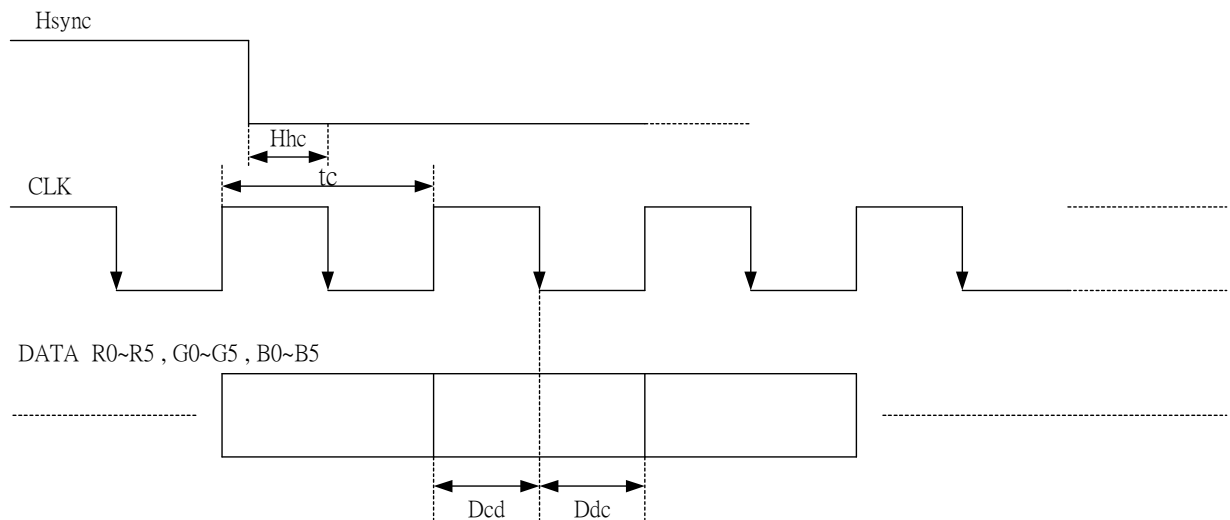 Hsync
Hhc
tc
CLK
DATA R0~R5 , G0~G5 , B0~B5
Dcd
Ddc